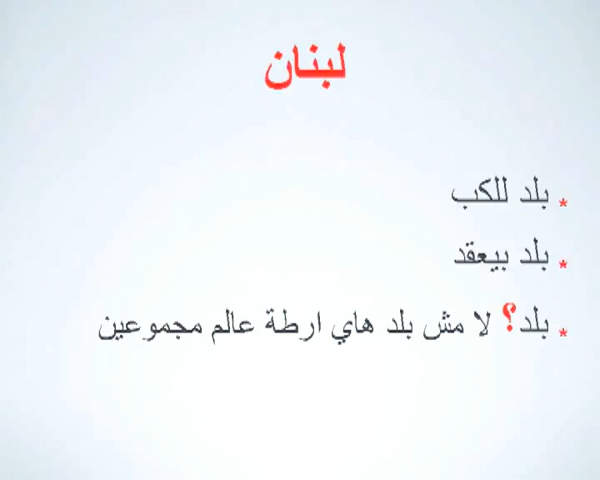 لبنان
* بلد للكب
* بلد بيعقد
* بلد؟ لا مش بلد هاي ارطة عالم مجموعين